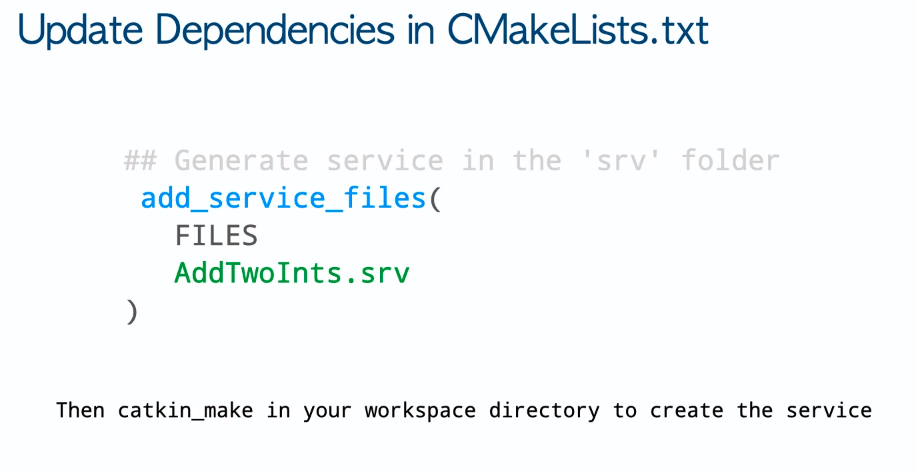 Update Dependencies in CMakeLists.txt
## Generate service in the 'srv' folder
add_service_files(
FILES
AddTwoInts.srv
)
Then catkin_make in your workspace directory to create the service